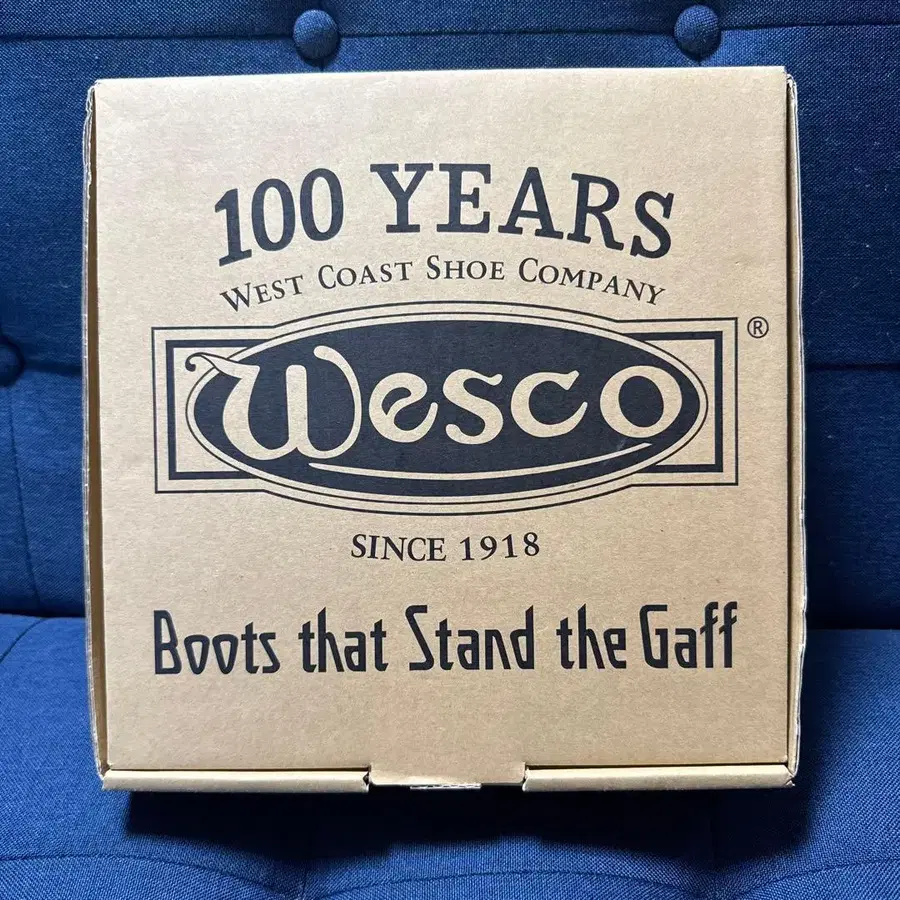 100 YEARS
WEST COAST SHOE COMPANY
Wesco ®
SINCE 1918
Boots that Stand the Gaff